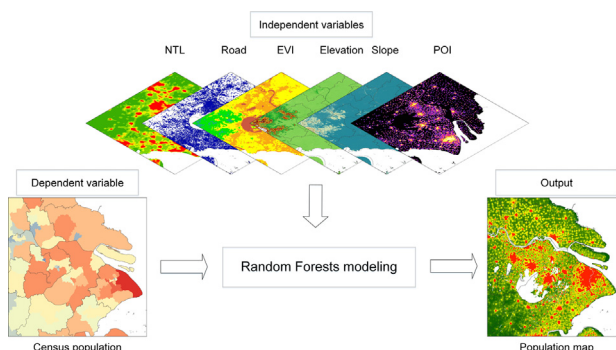 Independent variables
NTL Road EVI Elevation Slope POI
Dependent variable
Output
Random Forests modeling
Census population
Population map